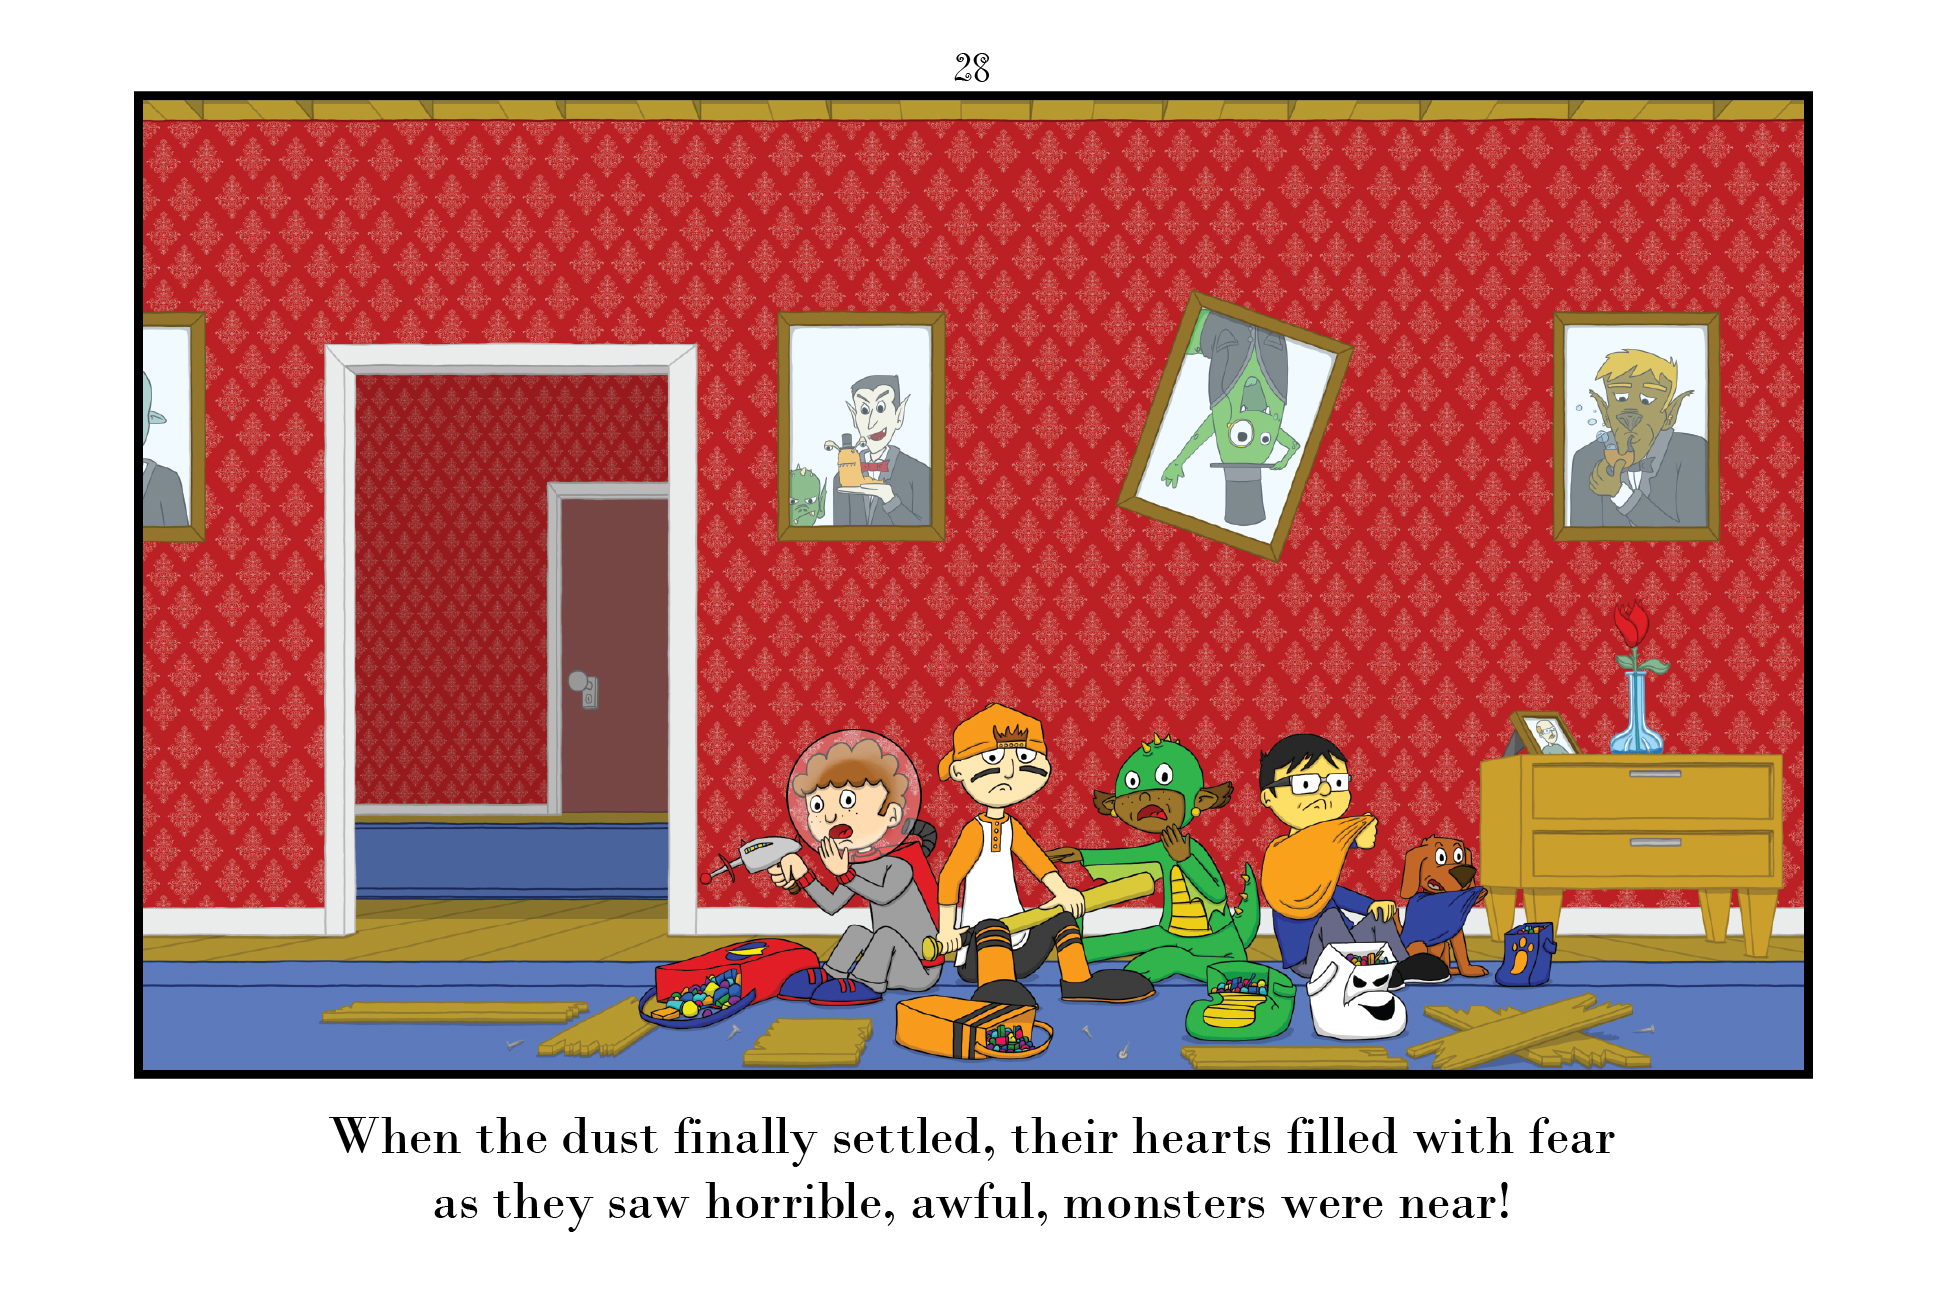 28
When the dust finally settled, their hearts filled with fear
as they saw horrible, awful, monsters were near!